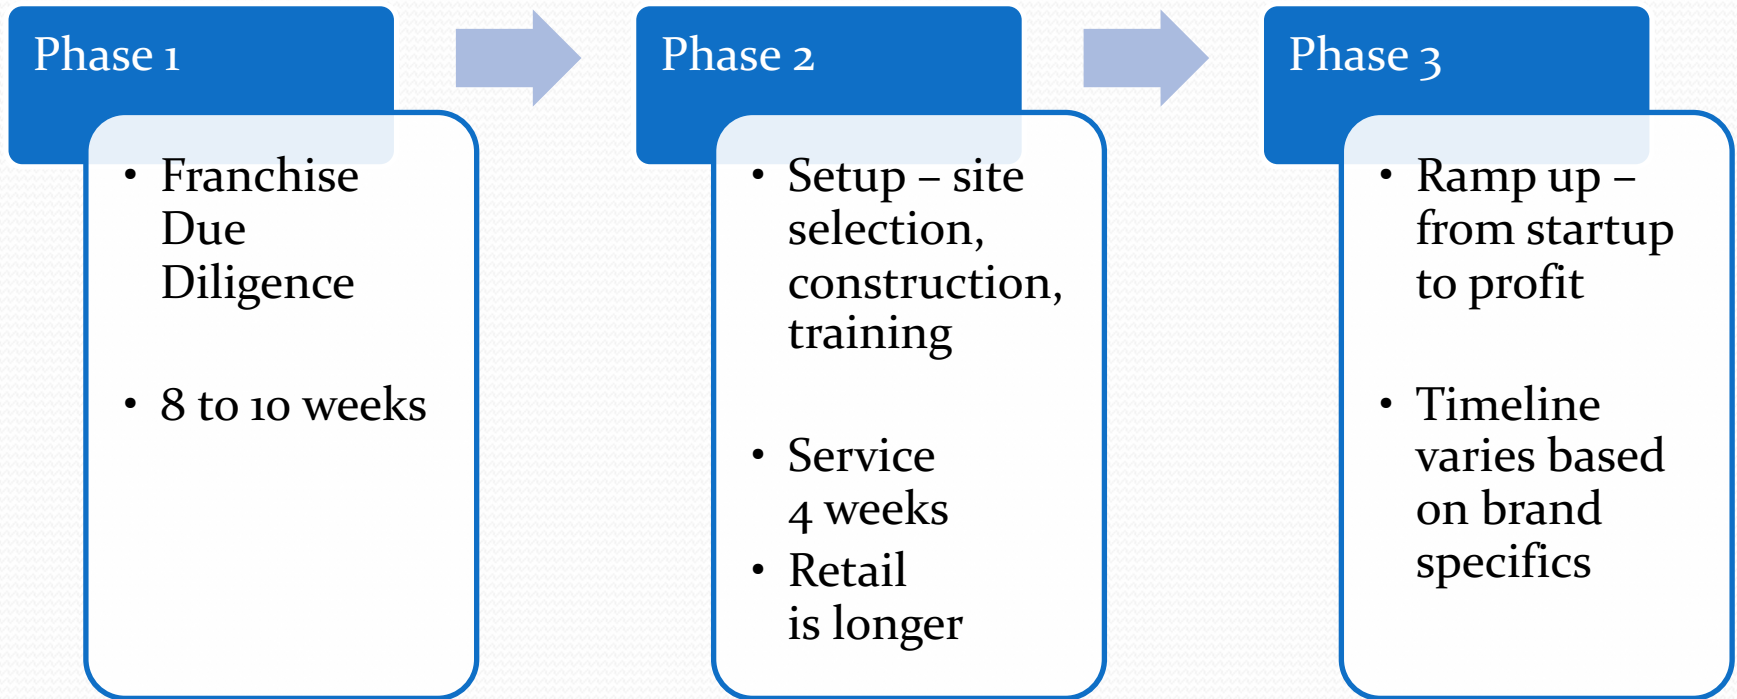 Phase 1
• Franchise
Due
Diligence
• 8 to 10 weeks
Phase 2
• Setup – site
selection,
construction,
training
• Service
4 weeks
• Retail
is longer
Phase 3
• Ramp up –
from startup
to profit
• Timeline
varies based
on brand
specifics